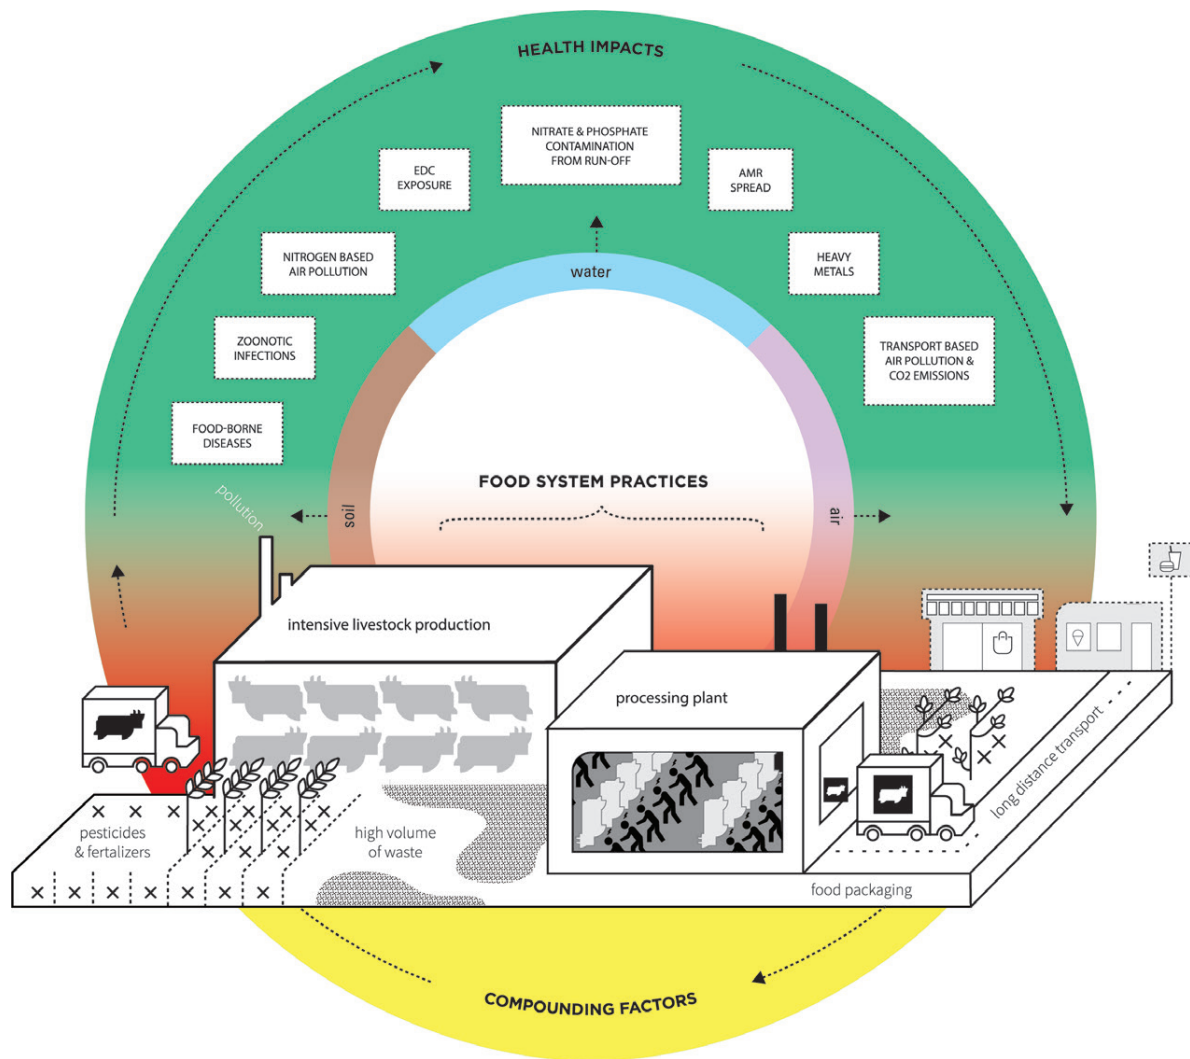 HEALTH IMPACTS
NITRATE & PHOSPHATE
CONTAMINATION
FROM RUN-OFF
EDC
EXPOSURE
AMR
SPREAD
NITROGEN BASED
AIR POLLUTION
HEAVY
METALS
water
ZOONOTIC
INFECTIONS
TRANSPORT BASED
AIR POLLUTION &
CO2 EMISSIONS
FOOD-BORNE
DISEASES
FOOD SYSTEM PRACTICES
pollution
soil
air
intensive livestock production
processing plant
long distance transport
pesticides
& fertalizers
high volume
of waste
food packaging
COMPOUNDING FACTORS